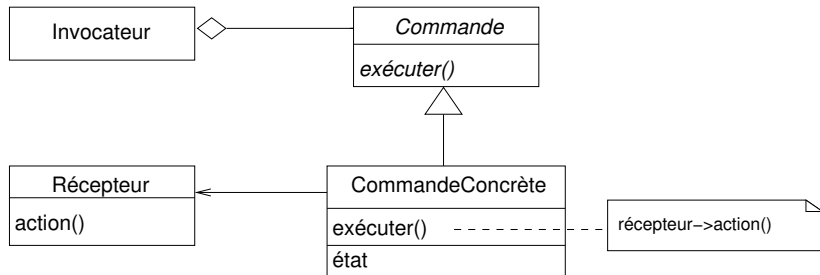 Invocateur
Commande
exécuter()
Récepteur
action()
CommandeConcrète
exécuter()
état
récepteur−>action()